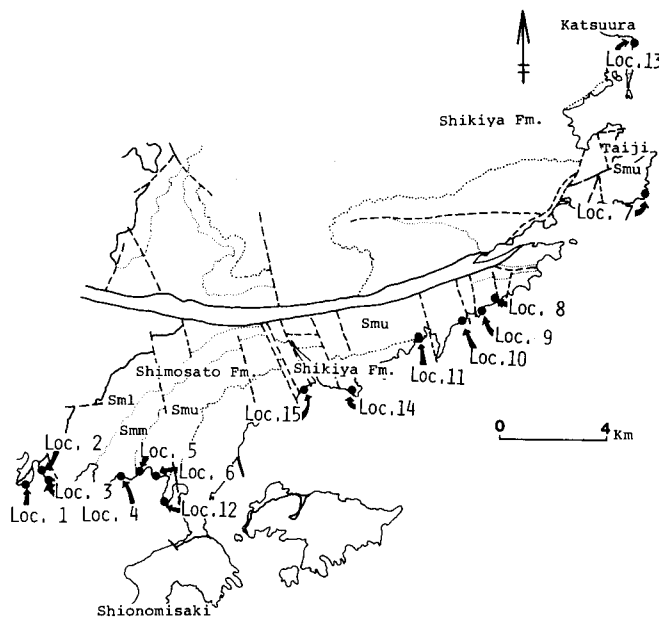 Katsuura
Loc.13
Shikiya Fm.
Taiji
Smu
Loc. 7
Loc. 8
Smu
Loc. 9
Loc. 10
Shimosato Fm.
Shikiya Fm.
Loc.11
Sml
Smu
Loc.15
Loc.14
Smm
0 4
Km
Loc. 2
Loc. 5
Loc. 6
Loc. 3
Loc. 1
Loc. 4
Loc.12
Shionomisaki